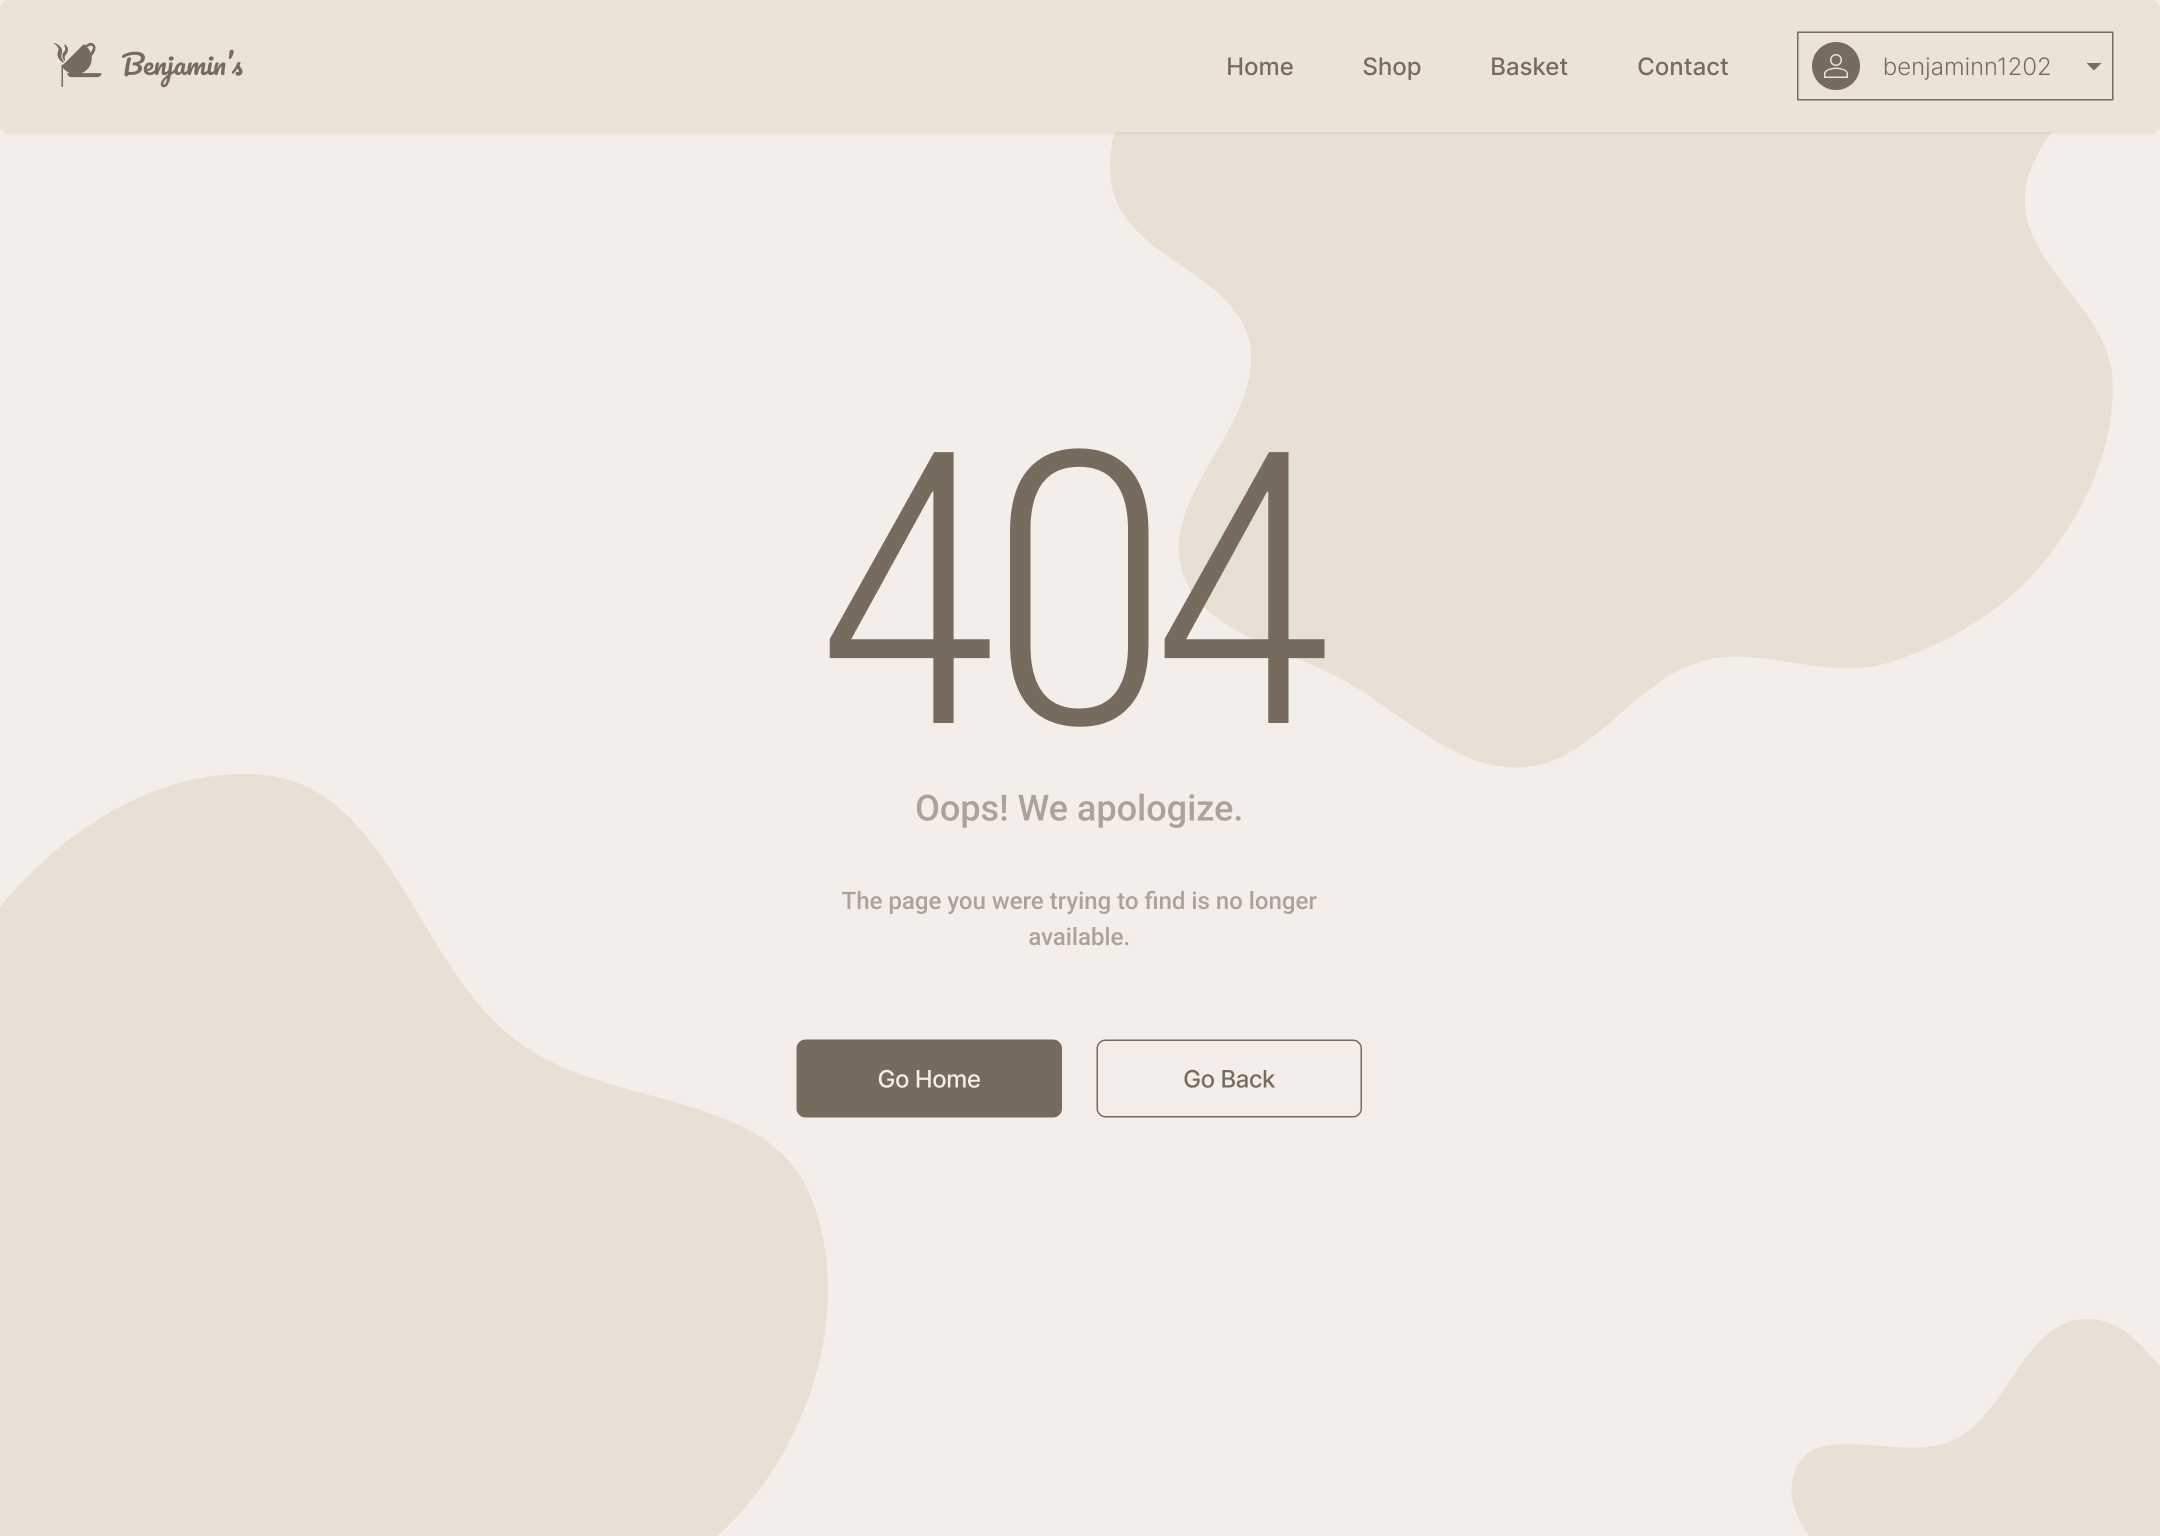 Benjamin's
Home Shop Basket Contact benjaminn1202
404
Oops! We apologize.
The page you were trying to find is no longer
available.
Go Home Go Back